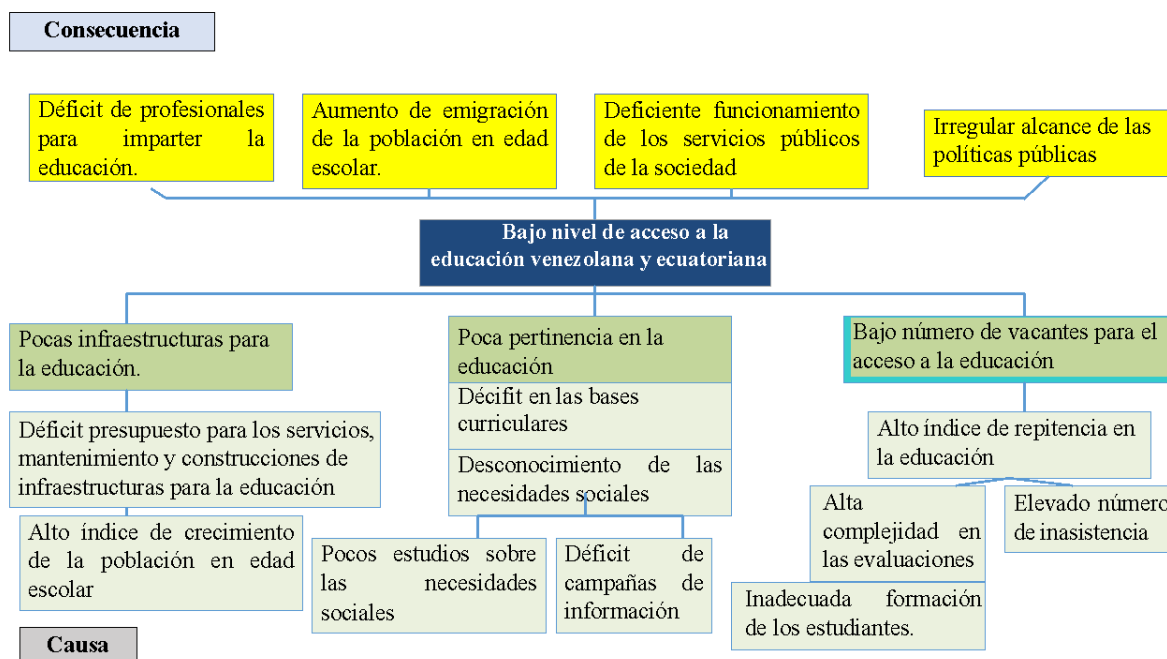 Consecuencia
Déficit de profesionales
para imparter la
educación.
Aumento de emigración
de la población en edad
escolar.
Deficiente funcionamiento
de los servicios públicos
de la sociedad
Irregular alcance de las
políticas públicas
Bajo nivel de acceso a la
educación venezolana y ecuatoriana
Pocas infraestructuras para
la educación.
Poca pertinencia en la
educación
Bajo número de vacantes para el
acceso a la educación
Décifit en las bases
curriculares
Déficit presupuesto para los servicios,
mantenimiento y construcciones de
infraestructuras para la educación
Desconocimiento de las
necesidades sociales
Alto índice de repitencia en
la educación
Alto índice de crecimiento
de la población en edad
escolar
Pocos estudios sobre
las necesidades
sociales
Déficit de
campañas de
información
Alta
complejidad en
las evaluaciones
Elevado número
de inasistencia
Inadecuada formación
de los estudiantes.
Causa